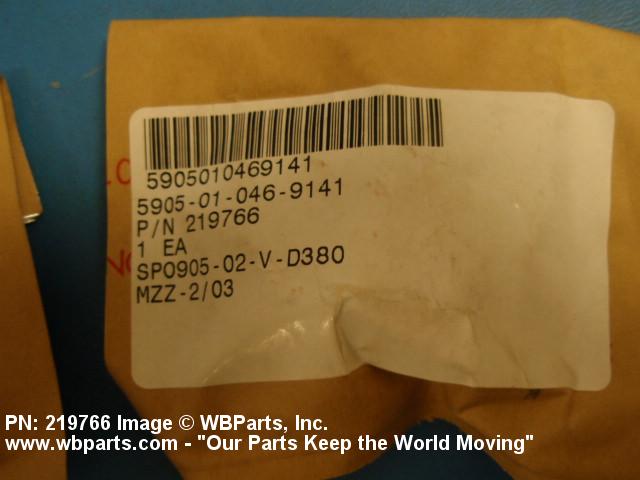 5905010469141
5905-01-046-9141
P/N 219766
1 EA
SPO905-02-V-D380
MZZ-2/03
PN: 219766 Image © WBParts, Inc.
www.wbparts.com - "Our Parts Keep the World Moving"